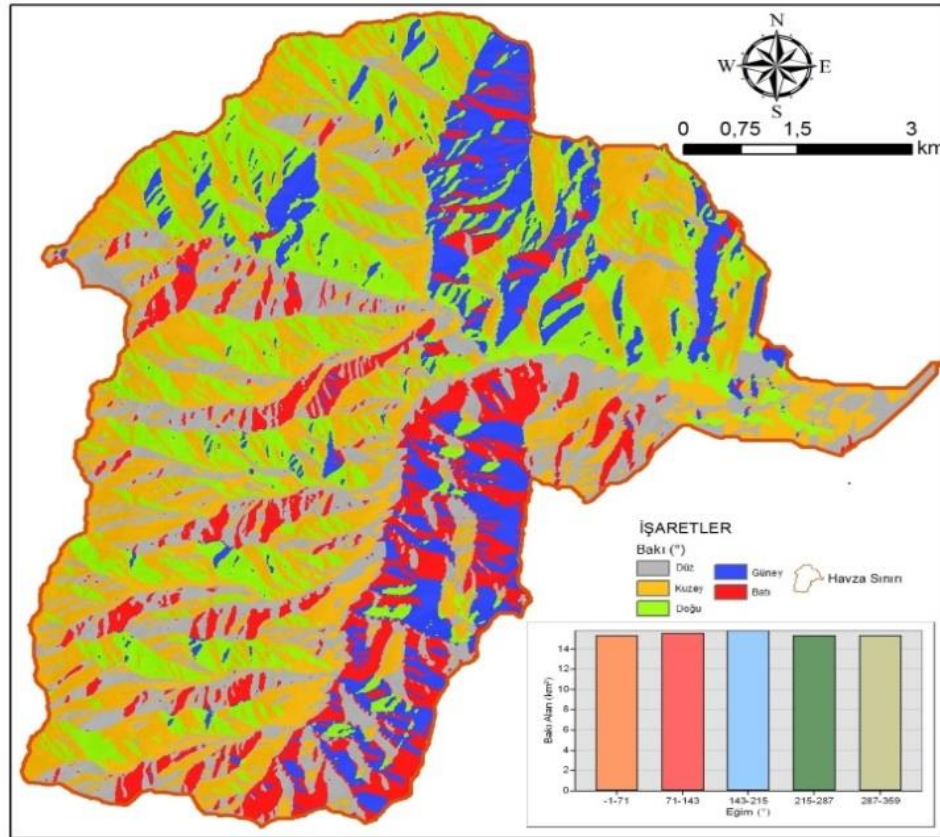 N
W E
S
0 0,75 1,5 3
km
İŞARETLER
Bakı (°)
Düz
Kuzey
Doğu
Güney
Batı
Havza Sınırı
Bakı Alan (km²)
14
12
10
8
6
4
2
0
-1-71 71-143 143-215 215-287 287-359
Eğim (°)